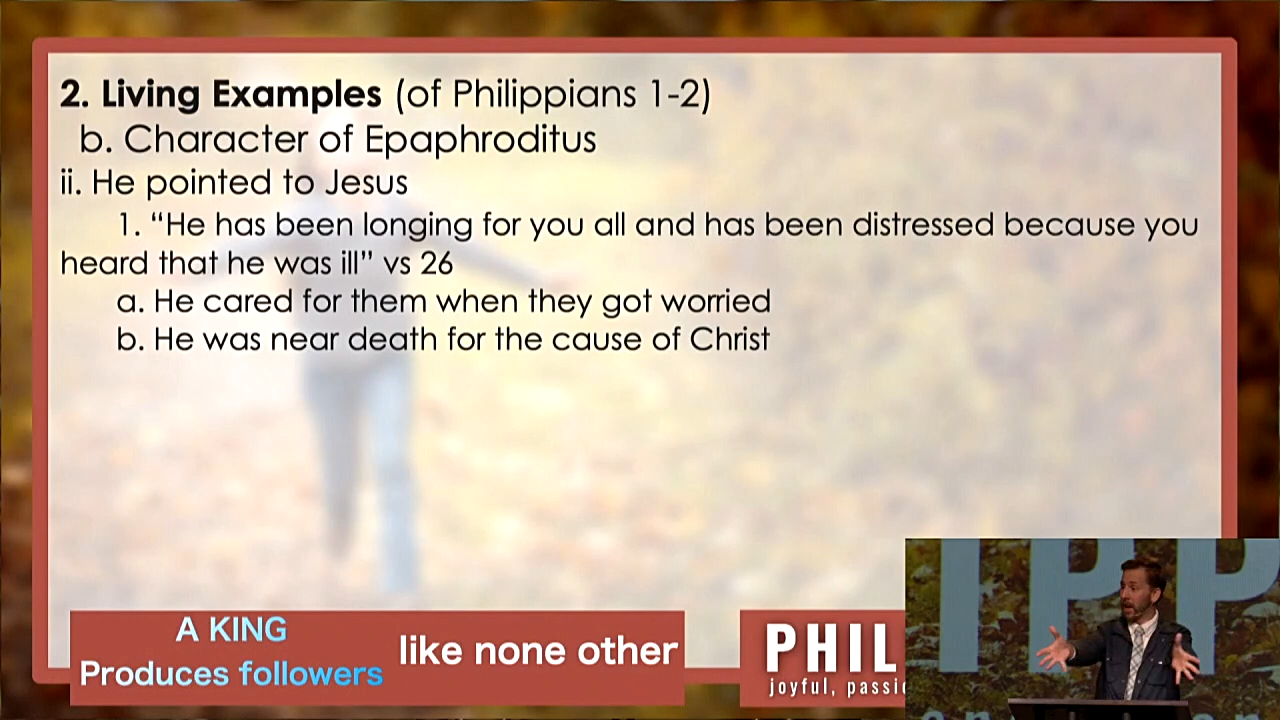 2. Living Examples (of Philippians 1-2)
b. Character of Epaphroditus
ii. He pointed to Jesus
1. “He has been longing for you all and has been distressed because you
heard that he was ill” vs 26
a. He cared for them when they got worried
b. He was near death for the cause of Christ
A KING
Produces followers
like none other
PHIL
joyful, passi
IPP